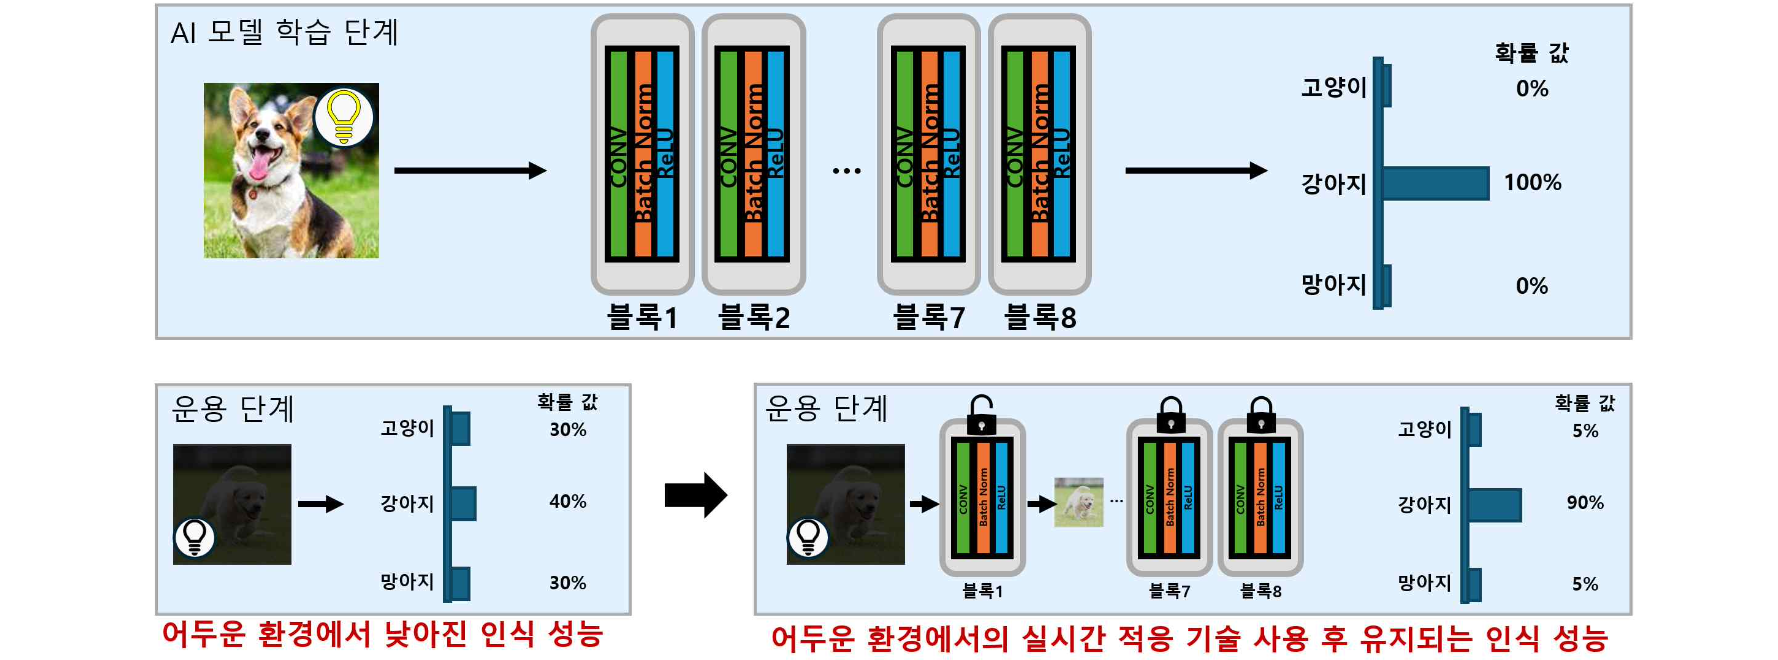 AI 모델 학습 단계
CONV
Batch Norm
ReLU
CONV
Batch Norm
ReLU
...
CONV
Batch Norm
ReLU
CONV
Batch Norm
ReLU
블록1
블록2
블록7
블록8
확률 값
고양이 0%
강아지 100%
망아지 0%
운용 단계
확률 값
고양이 30%
강아지 40%
망아지 30%
어두운 환경에서 낮아진 인식 성능
운용 단계
CONV
Batch Norm
ReLU
...
CONV
Batch Norm
ReLU
CONV
Batch Norm
ReLU
블록1
블록7
블록8
확률 값
고양이 5%
강아지 90%
망아지 5%
어두운 환경에서의 실시간 적응 기술 사용 후 유지되는 인식 성능